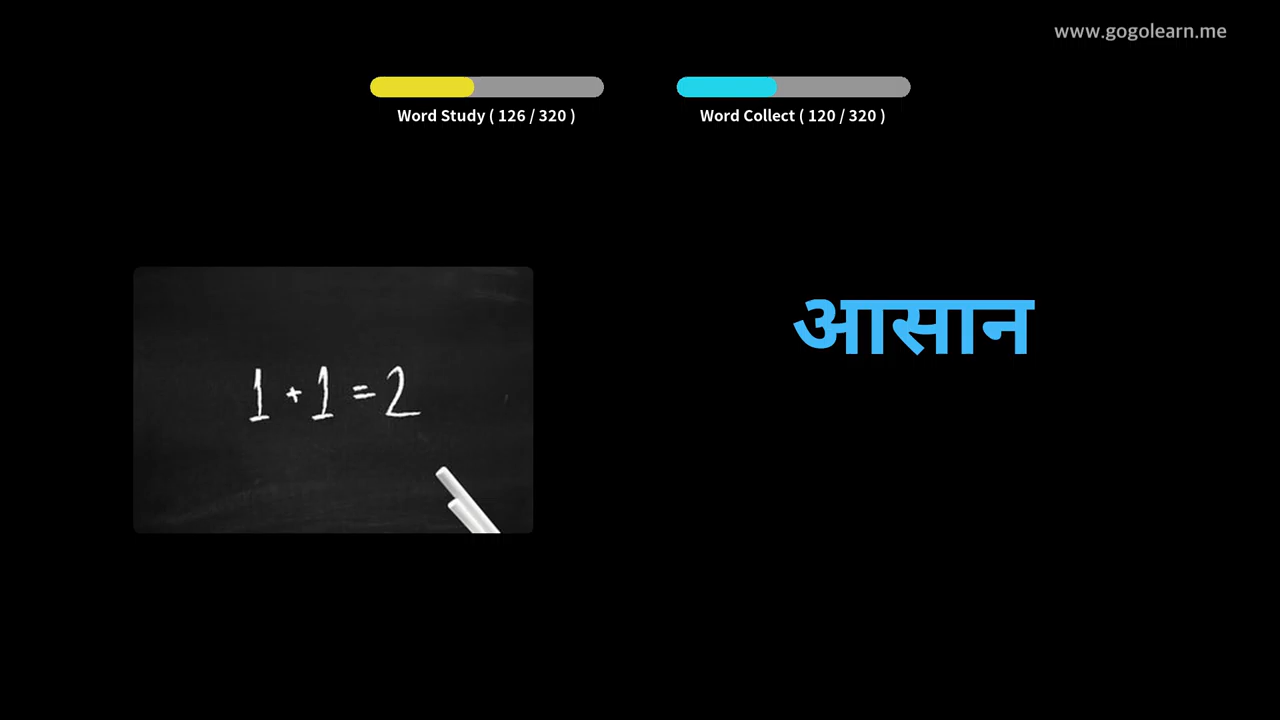 www.gogolearn.me
Word Study ( 126 / 320 )
Word Collect ( 120 / 320 )
आसान
1 + 1 = 2